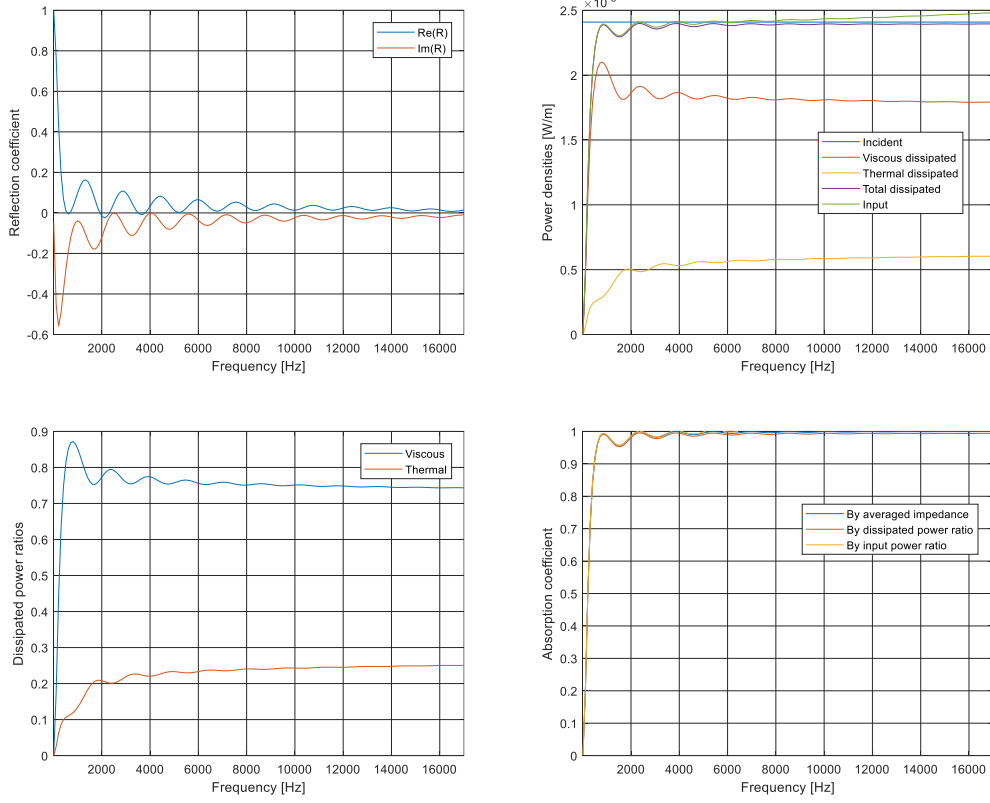 1
0.8
0.6
0.4
0.2
0
-0.2
-0.4
-0.6
2000 4000 6000 8000 10000 12000 14000 16000
Frequency [Hz]
Reflection coefficient
Re(R)
Im(R)
2.5
2
1.5
1
0.5
0
2000 4000 6000 8000 10000 12000 14000 16000
Frequency [Hz]
Power densities [W/m]
Incident
Viscous dissipated
Thermal dissipated
Total dissipated
Input
0.9
0.8
0.7
0.6
0.5
0.4
0.3
0.2
0.1
0
2000 4000 6000 8000 10000 12000 14000 16000
Frequency [Hz]
Dissipated power ratios
Viscous
Thermal
1
0.9
0.8
0.7
0.6
0.5
0.4
0.3
0.2
0.1
0
2000 4000 6000 8000 10000 12000 14000 16000
Frequency [Hz]
Absorption coefficient
By averaged impedance
By dissipated power ratio
By input power ratio